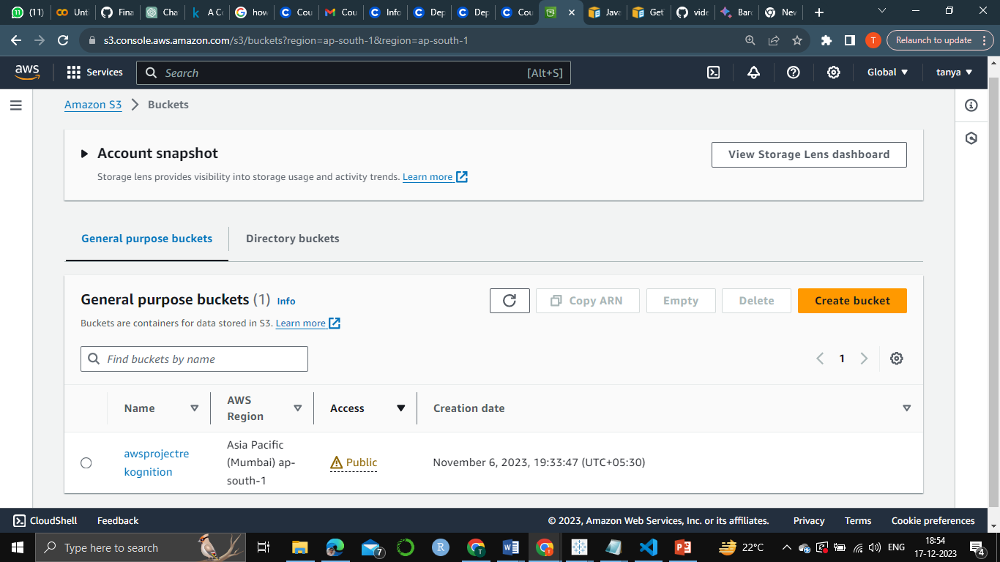 (11) Unti Fina Cha A Co how Cou Cou Info Dep Dep Cou Java Get vide Bard New
s3.console.aws.amazon.com/s3/buckets?region=ap-south-1&region=ap-south-1 T Relaunch to update
aws Services Search [Alt+S] Global tanya
Amazon S3 Buckets
Account snapshot View Storage Lens dashboard
Storage lens provides visibility into storage usage and activity trends. Learn more
General purpose buckets Directory buckets
General purpose buckets (1) Info Copy ARN Empty Delete Create bucket
Buckets are containers for data stored in S3. Learn more
Find buckets by name 1
Name AWS Region Access Creation date
awsprojectre
kognition
Asia Pacific
(Mumbai) ap-
south-1
Public
November 6, 2023, 19:33:47 (UTC+05:30)
CloudShell Feedback © 2023, Amazon Web Services, Inc. or its affiliates. Privacy Terms Cookie preferences
Type here to search 7 R T W P 22°C ENG 18:54
17-12-2023 4